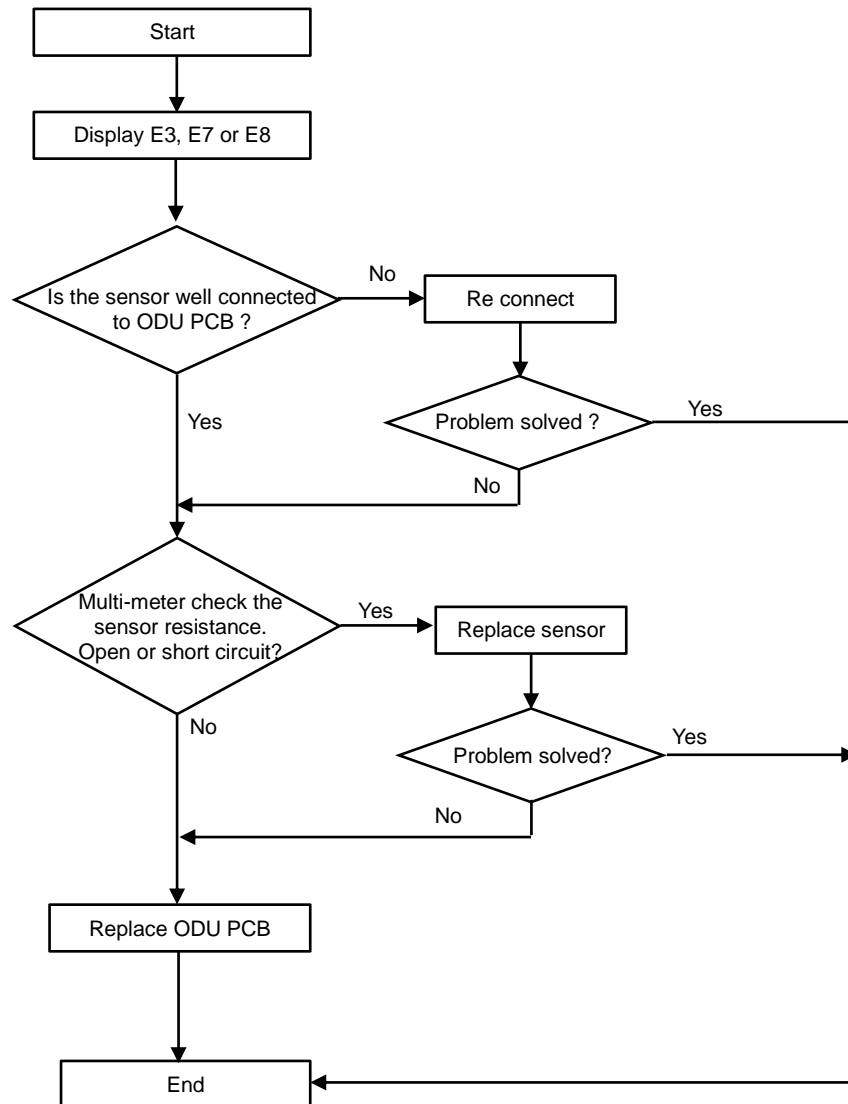 Start
Display E3, E7 or E8
Is the sensor well connected
to ODU PCB ?
No
Re connect
Yes
Problem solved ?
Yes
No
Multi-meter check the
sensor resistance.
Open or short circuit?
Yes
Replace sensor
No
Problem solved?
Yes
No
Replace ODU PCB
End